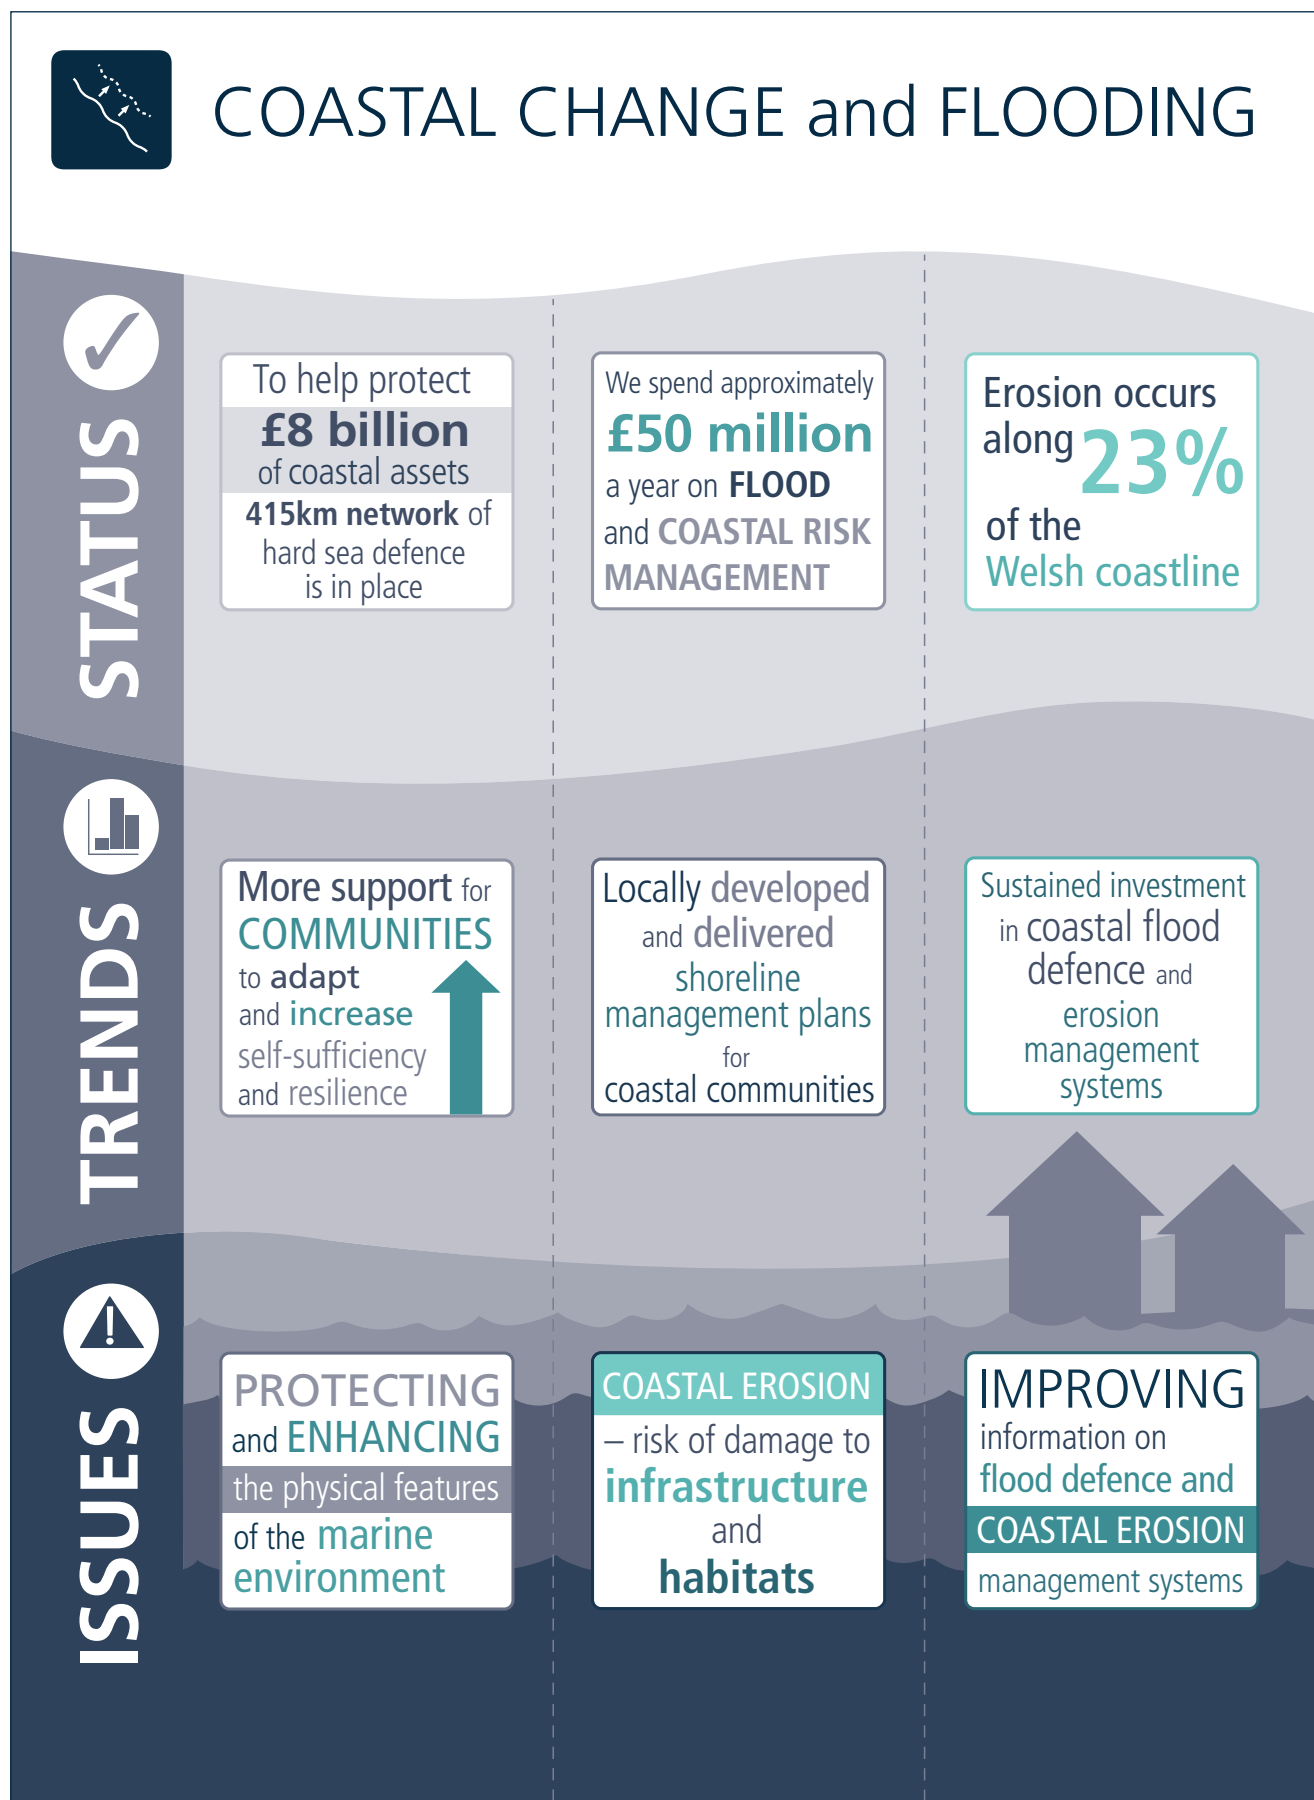 COASTAL CHANGE and FLOODING
STATUS
To help protect
£8 billion
of coastal assets
415km network of
hard sea defence
is in place
We spend approximately
£50 million
a year on FLOOD
and COASTAL RISK
MANAGEMENT
Erosion occurs
along 23%
of the
Welsh coastline
TRENDS
More support for
COMMUNITIES
to adapt
and increase
self-sufficiency
and resilience
Locally developed
and delivered
shoreline
management plans
for
coastal communities
Sustained investment
in coastal flood
defence and
erosion
management
systems
ISSUES
PROTECTING
and ENHANCING
the physical features
of the marine
environment
COASTAL EROSION
– risk of damage to
infrastructure
and
habitats
IMPROVING
information on
flood defence and
COASTAL EROSION
management systems